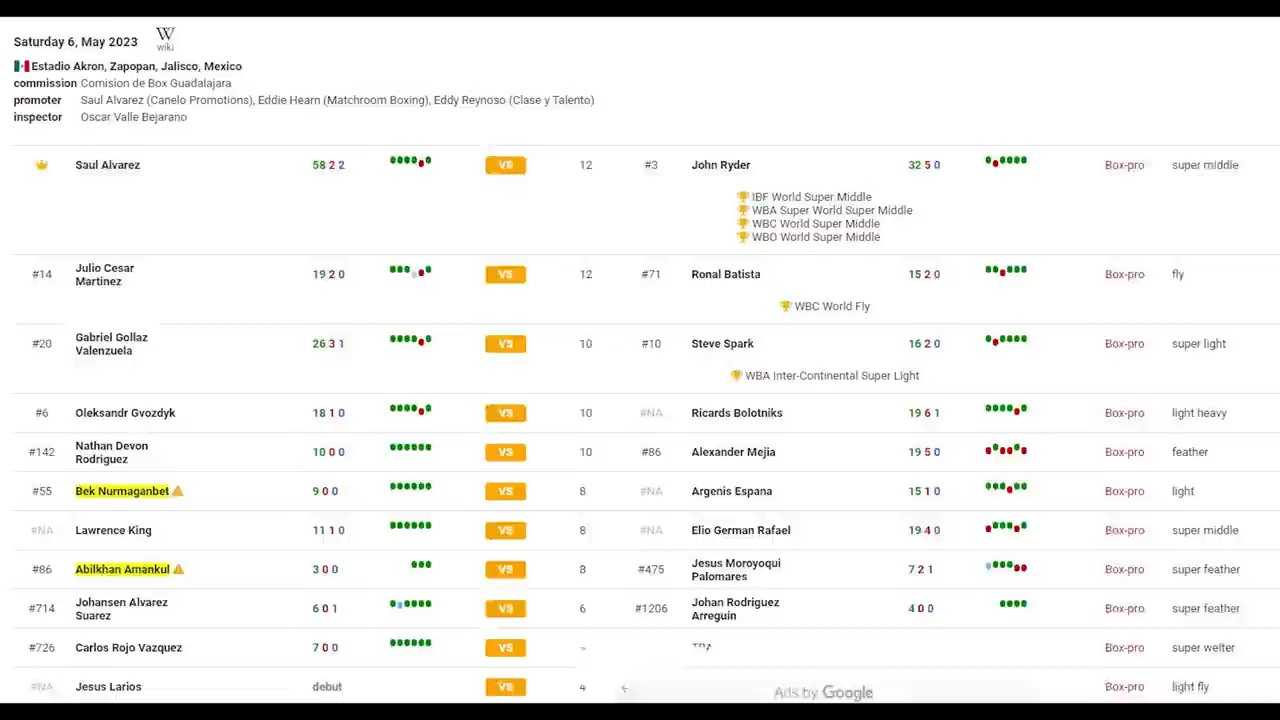 Saturday 6, May 2023 W
wiki
Estadio Akron, Zapopan, Jalisco, Mexico
commission Comision de Box Guadalajara
promoter Saul Alvarez (Canelo Promotions), Eddie Hearn (Matchroom Boxing), Eddy Reynoso (Clase y Talento)
inspector Oscar Valle Bejarano
Saul Alvarez 58 2 2 VS 12 #3 John Ryder 32 5 0 Box-pro super middle
IBF World Super Middle
WBA Super World Super Middle
WBC World Super Middle
WBO World Super Middle
#14 Julio Cesar Martinez 19 2 0 VS 12 #71 Ronal Batista 15 2 0 Box-pro fly
WBC World Fly
#20 Gabriel Gollaz Valenzuela 26 3 1 VS 10 #10 Steve Spark 16 2 0 Box-pro super light
WBA Inter-Continental Super Light
#6 Oleksandr Gvozdyk 18 1 0 VS 10 #NA Ricards Bolotniks 19 6 1 Box-pro light heavy
#142 Nathan Devon Rodriguez 10 0 0 VS 10 #86 Alexander Mejia 19 5 0 Box-pro feather
#55 Bek Nurmaganbet 9 0 0 VS 8 #NA Argenis Espana 15 1 0 Box-pro light
#NA Lawrence King 11 1 0 VS 8 #NA Elio German Rafael 19 4 0 Box-pro super middle
#86 Abilkhan Amankul 3 0 0 VS 8 #475 Jesus Moroyoqui Palomares 7 2 1 Box-pro super feather
#714 Johansen Alvarez Suarez 6 0 1 VS 6 #1206 Johan Rodriguez Arreguin 4 0 0 Box-pro super feather
#726 Carlos Rojo Vazquez 7 0 0 VS Box-pro super welter
#NA Jesus Larios debut VS 4 Box-pro light fly
Ads by Google